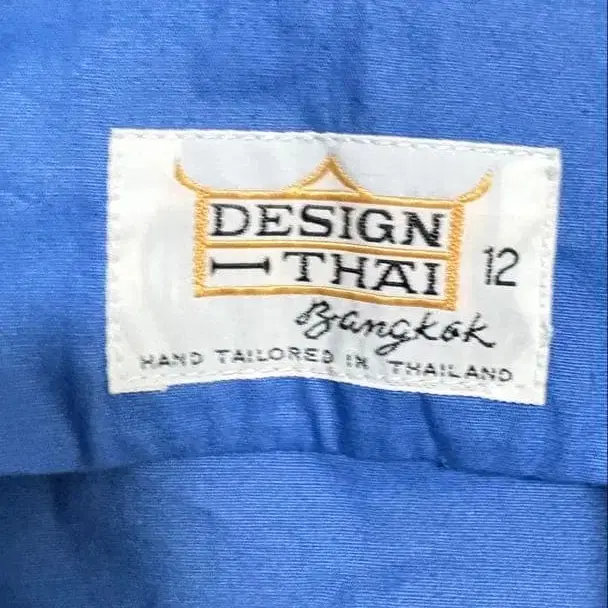 DESIGN
THAI
12
Bangkok
HAND TAILORED IN THAILAND